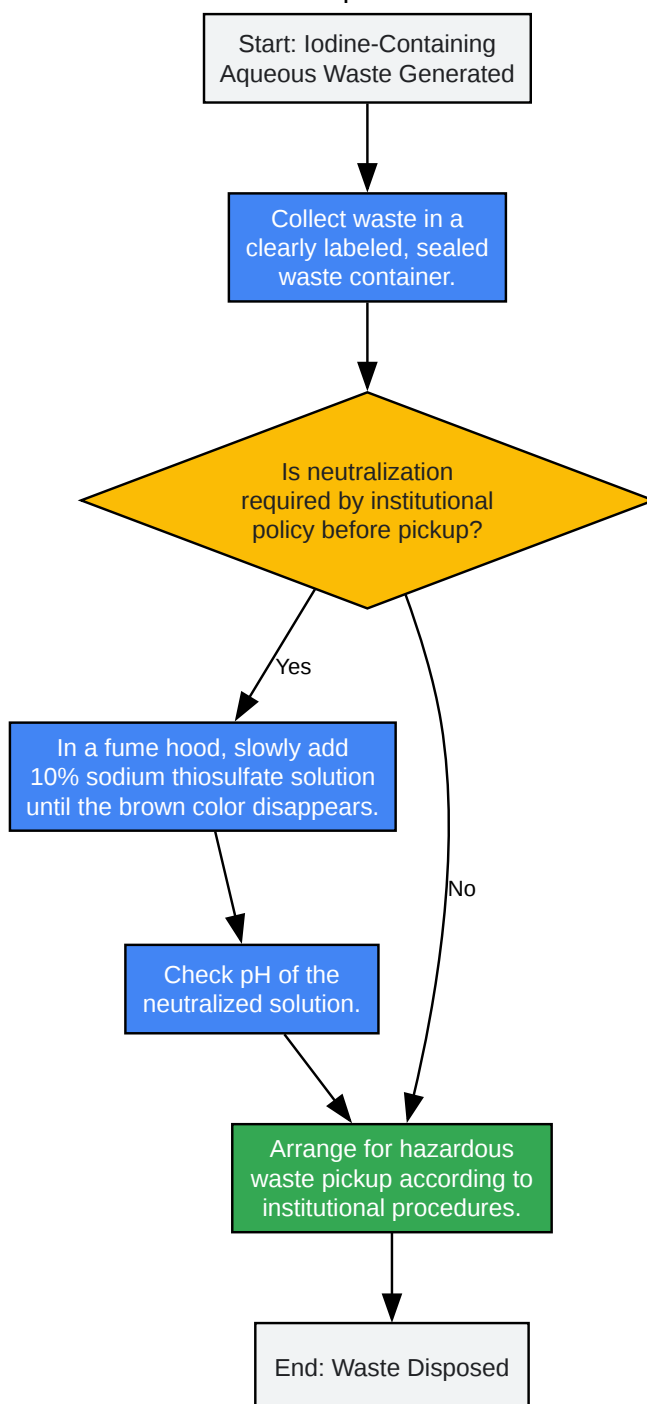 Start: Iodine-Containing
Aqueous Waste Generated
Collect waste in a
clearly labeled, sealed
waste container.
Is neutralization
required by institutional
policy before pickup?
Yes
In a fume hood, slowly add
10% sodium thiosulfate solution
until the brown color disappears.
No
Check pH of the
neutralized solution.
Arrange for hazardous
waste pickup according to
institutional procedures.
End: Waste Disposed